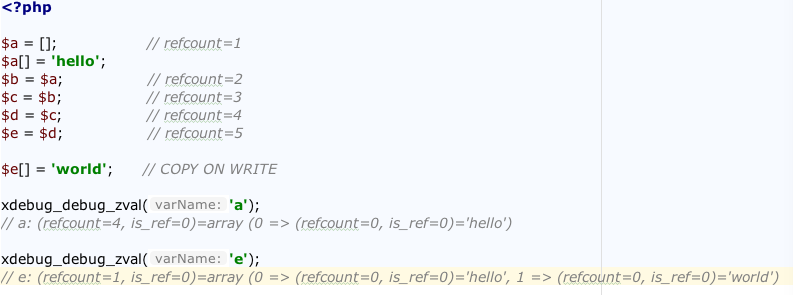 <?php
$a = [];                    // refcount=1
$a[] = 'hello';
$b = $a;                   // refcount=2
$c = $b;                   // refcount=3
$d = $c;                   // refcount=4
$e = $d;                   // refcount=5
$e[] = 'world';      // COPY ON WRITE
xdebug_debug_zval( varName: 'a');
// a: (refcount=4, is_ref=0)=array (0 => (refcount=0, is_ref=0)='hello')
xdebug_debug_zval( varName: 'e');
// e: (refcount=1, is_ref=0)=array (0 => (refcount=0, is_ref=0)='hello', 1 => (refcount=0, is_ref=0)='world')